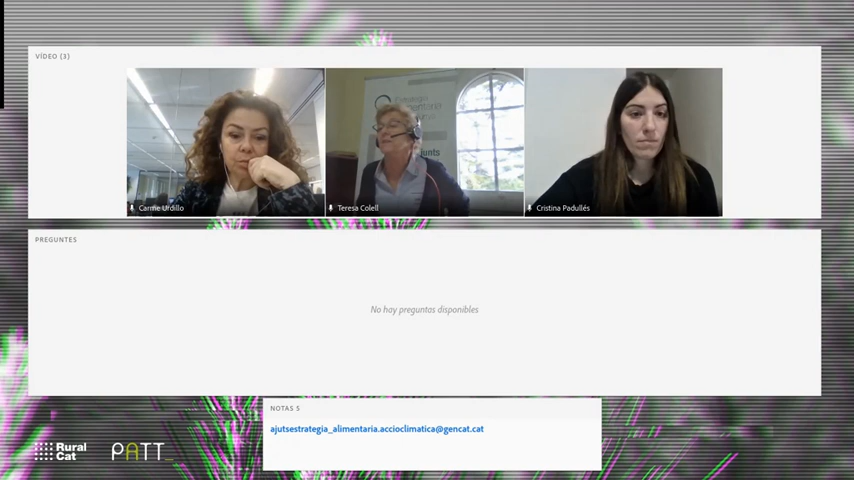 VÍDEO (3)
Carme Urdillo
Teresa Colell
Cristina Padullés
PREGUNTES
No hay preguntas disponibles
NOTAS 5
ajutsestrategia_alimentaria.accioclimatica@gencat.cat
Rural
Cat
PATT_